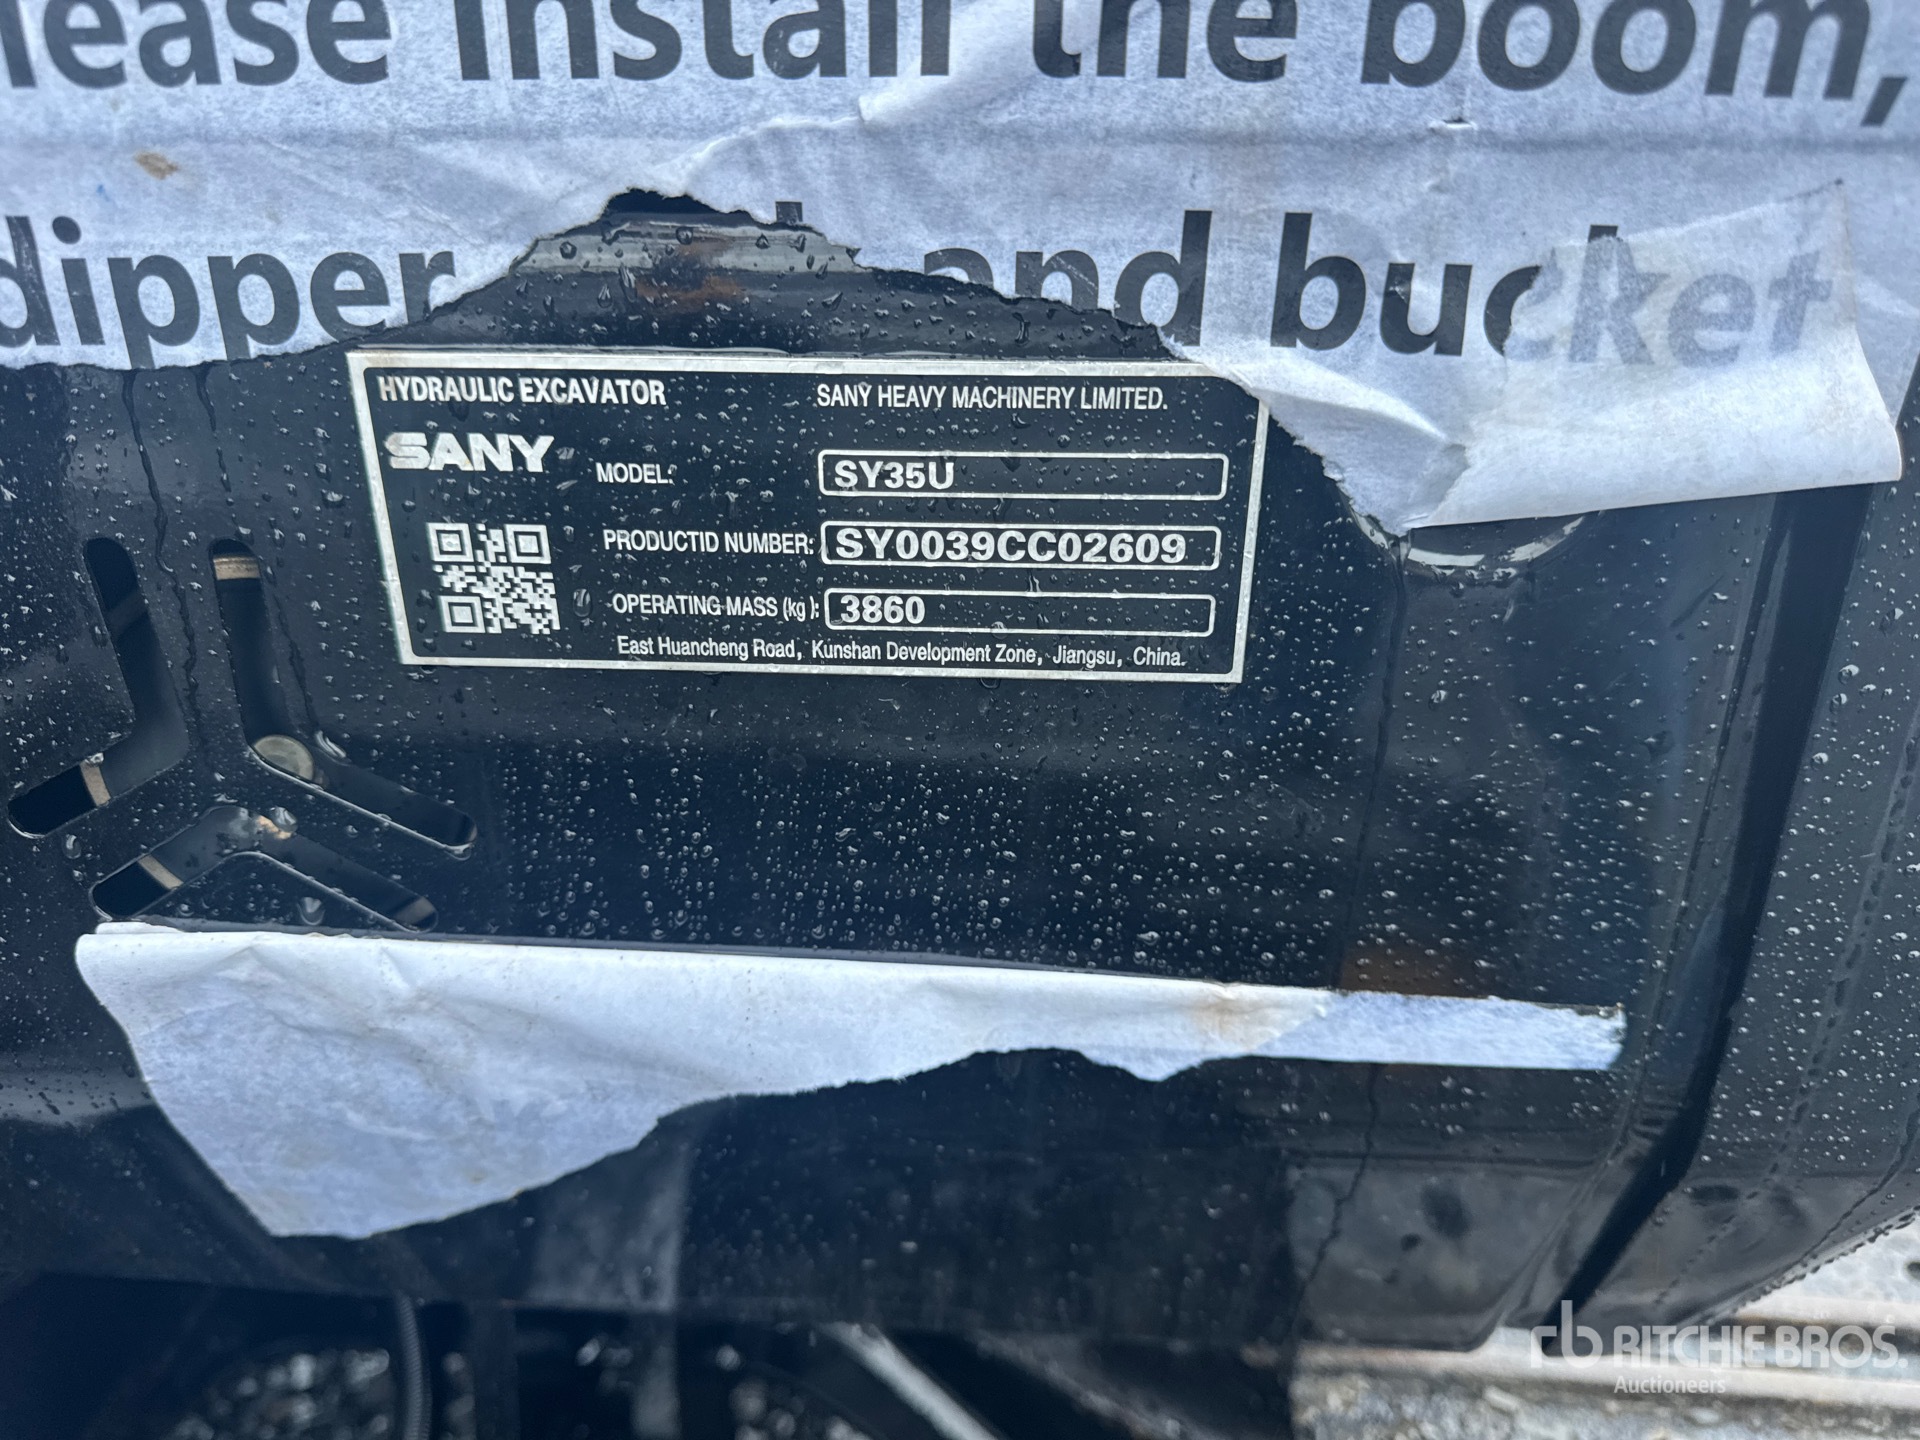 lease install the boom,
dipper and bucket
HYDRAULIC EXCAVATOR SANY HEAVY MACHINERY LIMITED.
SANY
MODEL: SY35U
PRODUCTID NUMBER: SY0039CC02609
OPERATING MASS (kg): 3860
East Huancheng Road, Kunshan Development Zone, Jiangsu, China.
rb RITCHIE BROS.
Auctioneers